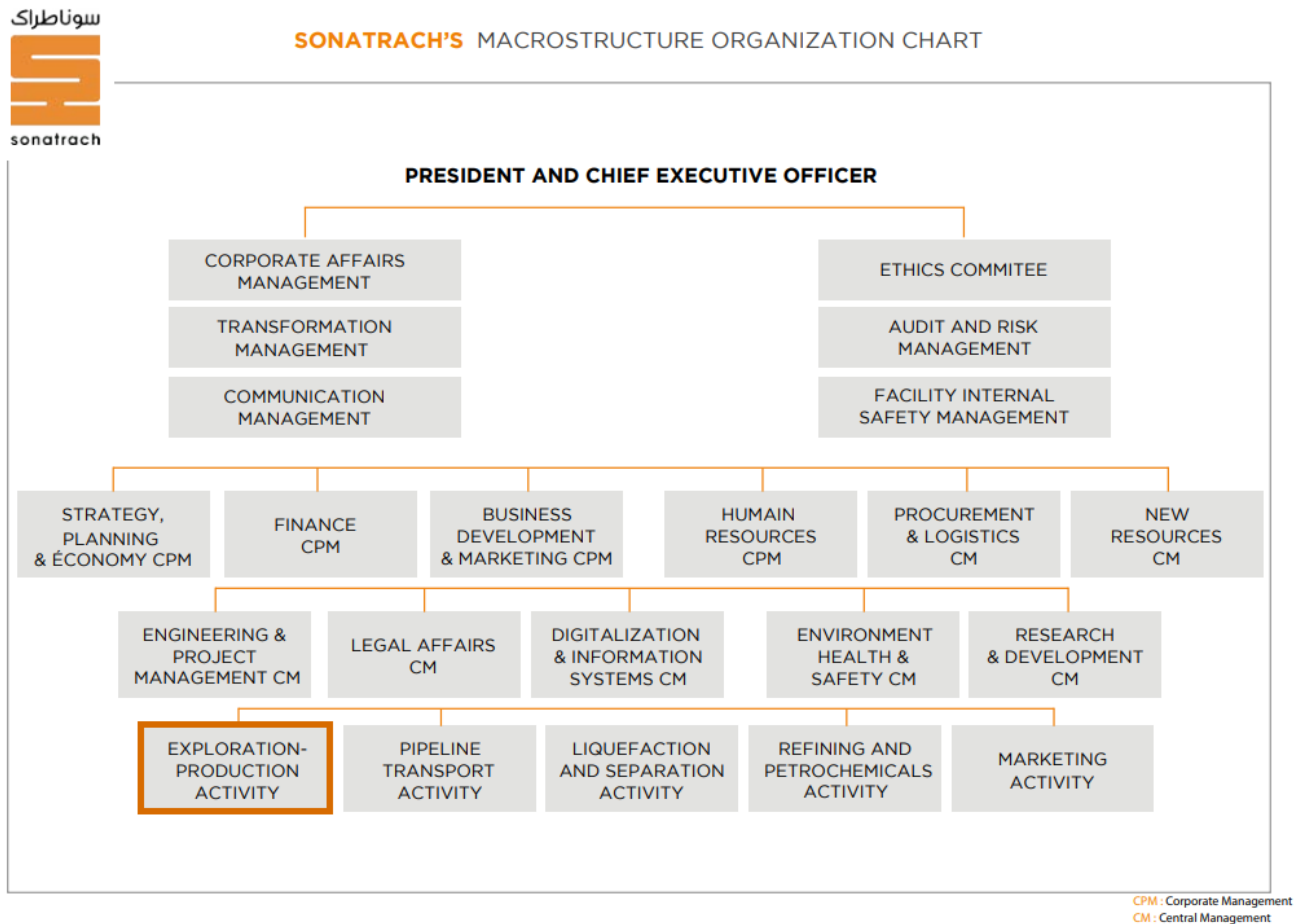 سوناطراک
sonatrach
SONATRACH'S MACROSTRUCTURE ORGANIZATION CHART
PRESIDENT AND CHIEF EXECUTIVE OFFICER
CORPORATE AFFAIRS
MANAGEMENT
ETHICS COMMITEE
TRANSFORMATION
MANAGEMENT
AUDIT AND RISK
MANAGEMENT
COMMUNICATION
MANAGEMENT
FACILITY INTERNAL
SAFETY MANAGEMENT
STRATEGY,
PLANNING
& ÉCONOMY CPM
FINANCE
CPM
BUSINESS
DEVELOPMENT
& MARKETING CPM
HUMAIN
RESOURCES
CPM
PROCUREMENT
& LOGISTICS
CM
NEW
RESOURCES
CM
ENGINEERING &
PROJECT
MANAGEMENT CM
LEGAL AFFAIRS
CM
DIGITALIZATION
& INFORMATION
SYSTEMS CM
ENVIRONMENT
HEALTH &
SAFETY CM
RESEARCH
& DEVELOPMENT
CM
EXPLORATION-
PRODUCTION
ACTIVITY
PIPELINE
TRANSPORT
ACTIVITY
LIQUEFACTION
AND SEPARATION
ACTIVITY
REFINING AND
PETROCHEMICALS
ACTIVITY
MARKETING
ACTIVITY
CPM : Corporate Management
CM : Central Management